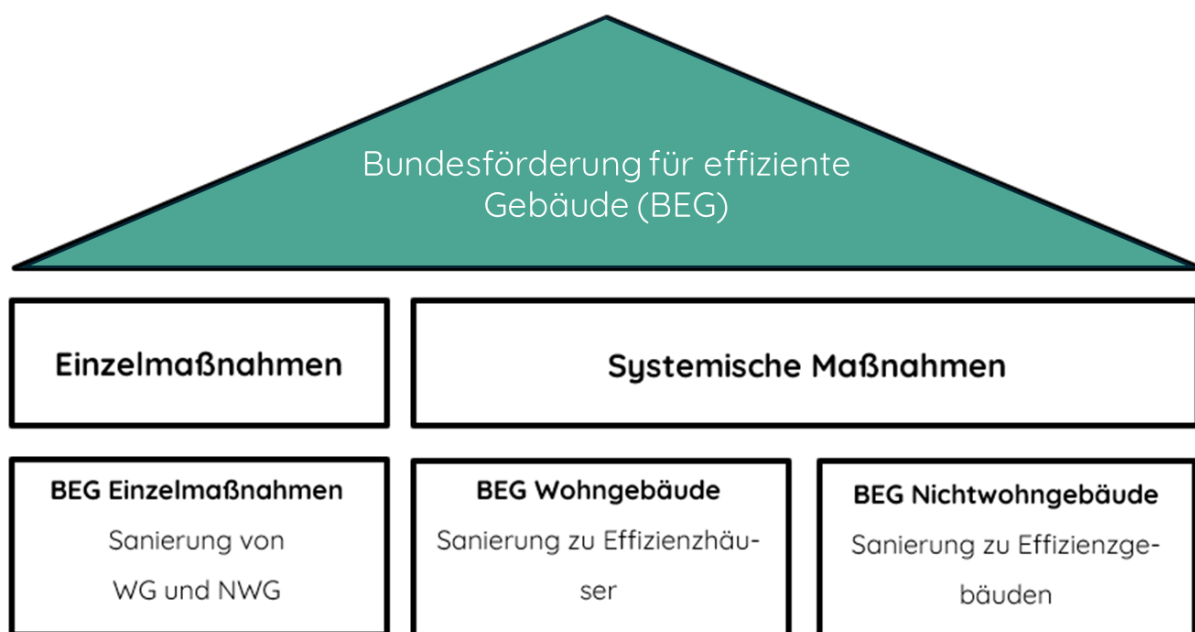 Bundesförderung für effiziente
Gebäude (BEG)
Einzelmaßnahmen
Systemische Maßnahmen
BEG Einzelmaßnahmen
Sanierung von
WG und NWG
BEG Wohngebäude
Sanierung zu Effizienzhäu-
ser
BEG Nichtwohngebäude
Sanierung zu Effizienzge-
bäuden